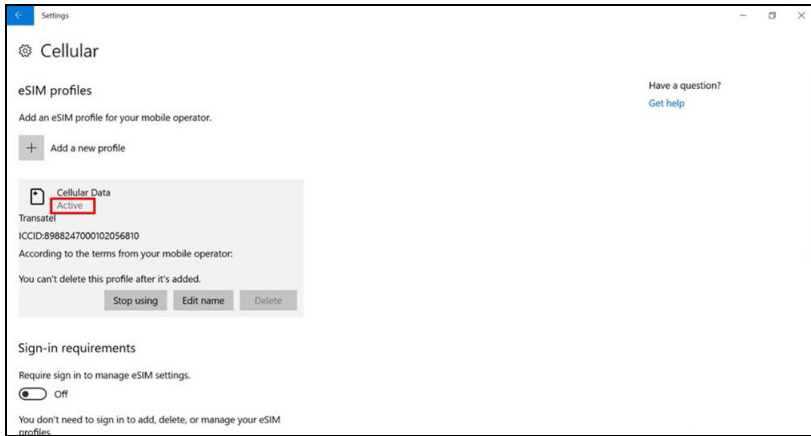 Settings
Cellular
eSIM profiles
Add an eSIM profile for your mobile operator.
Add a new profile
Cellular Data
Active
Transatel
ICCID:8988247000102056810
According to the terms from your mobile operator:
You can't delete this profile after it's added.
Stop using Edit name Delete
Sign-in requirements
Require sign in to manage eSIM settings.
Off
You don't need to sign in to add, delete, or manage your eSIM
profiles.
Have a question?
Get help